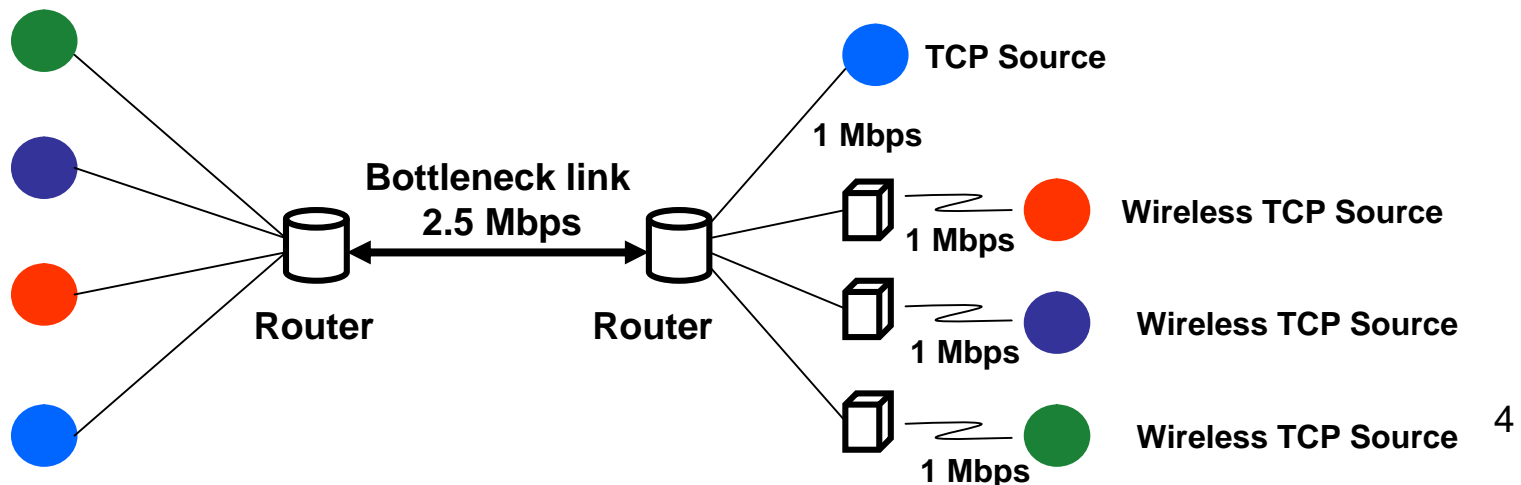 TCP Source
1 Mbps
Bottleneck link
2.5 Mbps
Wireless TCP Source
1 Mbps
Router
Router
Wireless TCP Source
1 Mbps
Wireless TCP Source
4
1 Mbps